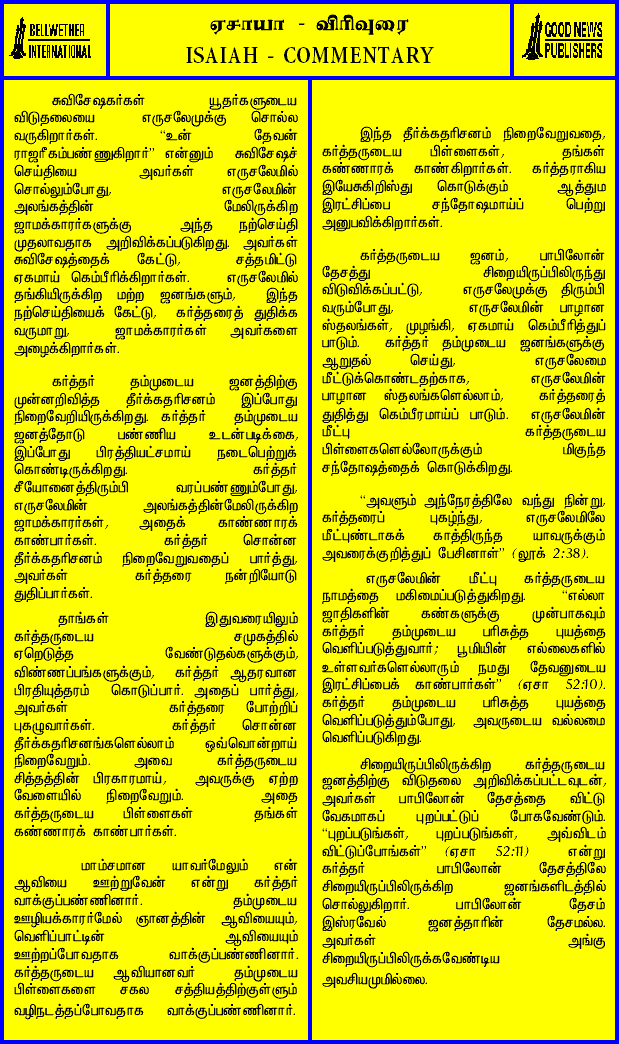 BELLWETHER
INTERNATIONAL
ஏசாயா - விரிவுரை
ISAIAH - COMMENTARY
GOOD NEWS
PUBLISHERS
சுவிசேஷகர்கள் யூதர்களுடைய
விடுதலையை எருசலேமுக்கு சொல்ல
வருகிறார்கள். “உன் தேவன்
ராஜரீகம்பண்ணுகிறார்” என்னும் சுவிசேஷச்
செய்தியை அவர்கள் எருசலேமில்
சொல்லும்போது, எருசலேமின்
அலங்கத்தின் மேலிருக்கிற
ஜாமக்காரர்களுக்கு அந்த நற்செய்தி
முதலாவதாக அறிவிக்கப்படுகிறது. அவர்கள்
சுவிசேஷத்தைக் கேட்டு, சத்தமிட்டு
ஏகமாய் கெம்பீரிக்கிறார்கள். எருசலேமில்
தங்கியிருக்கிற மற்ற ஜனங்களும், இந்த
நற்செய்தியைக் கேட்டு, கர்த்தரைத் துதிக்க
வருமாறு, ஜாமக்காரர்கள் அவர்களை
அழைக்கிறார்கள்.
கர்த்தர் தம்முடைய ஜனத்திற்கு
முன்னறிவித்த தீர்க்கதரிசனம் இப்போது
நிறைவேறியிருக்கிறது. கர்த்தர் தம்முடைய
ஜனத்தோடு பண்ணிய உடன்படிக்கை,
இப்போது பிரத்தியட்சமாய் நடைபெற்றுக்
கொண்டிருக்கிறது. கர்த்தர்
சீயோனைத்திரும்பி வரப்பண்ணும்போது,
எருசலேமின் அலங்கத்தின்மேலிருக்கிற
ஜாமக்காரர்கள், அதைக் காண்ணாரக்
காண்பார்கள். கர்த்தர் சொன்ன
தீர்க்கதரிசனம் நிறைவேறுவதைப் பார்த்து,
அவர்கள் கர்த்தரை நன்றியோடு
துதிப்பார்கள்.
தாங்கள் இதுவரையிலும்
கர்த்தருடைய சமுகத்தில்
ஏறெடுத்த வேண்டுதல்களுக்கும்,
விண்ணப்பங்களுக்கும், கர்த்தர் ஆதரவான
பிரதியுத்தரம் கொடுப்பார். அதைப் பார்த்து,
அவர்கள் கர்த்தரை போற்றிப்
புகழுவார்கள். கர்த்தர் சொன்ன
தீர்க்கதரிசனங்களெல்லாம் ஒவ்வொன்றாய்
நிறைவேறும். அவை கர்த்தருடைய
சித்தத்தின் பிரகாரமாய், அவருக்கு ஏற்ற
வேளையில் நிறைவேறும். அதை
கர்த்தருடைய பிள்ளைகள் தங்கள்
கண்ணாரக் காண்பார்கள்.
மாம்சமான யாவர்மேலும் என்
ஆவியை ஊற்றுவேன் என்று கர்த்தர்
வாக்குப்பண்ணினார். தம்முடைய
ஊழியக்காரர்மேல் ஞானத்தின் ஆவியையும்,
வெளிப்பாட்டின் ஆவியையும்
ஊற்றப்போவதாக வாக்குப்பண்ணினார்.
கர்த்தருடைய ஆவியானவர் தம்முடைய
பிள்ளைகளை சகல சத்தியத்திற்குள்ளும்
வழிநடத்தப்போவதாக வாக்குப்பண்ணினார்.
இந்த தீர்க்கதரிசனம் நிறைவேறுவதை,
கர்த்தருடைய பிள்ளைகள், தங்கள்
கண்ணாரக் காண்கிறார்கள். கர்த்தராகிய
இயேசுகிறிஸ்து கொடுக்கும் ஆத்தும
இரட்சிப்பை சந்தோஷமாய்ப் பெற்று
அனுபவிக்கிறார்கள்.
கர்த்தருடைய ஜனம், பாபிலோன்
தேசத்து சிறையிருப்பிலிருந்து
விடுவிக்கப்பட்டு, எருசலேமுக்கு திரும்பி
வரும்போது, எருசலேமின் பாழான
ஸ்தலங்கள், முழங்கி, ஏகமாய் கெம்பீரித்துப்
பாடும். கர்த்தர் தம்முடைய ஜனங்களுக்கு
ஆறுதல் செய்து, எருசலேமை
மீட்டுக்கொண்டதற்காக, எருசலேமின்
பாழான ஸ்தலங்களெல்லாம், கர்த்தரைத்
துதித்து கெம்பீரமாய்ப் பாடும். எருசலேமின்
மீட்பு கர்த்தருடைய
பிள்ளைகளெல்லோருக்கும் மிகுந்த
சந்தோஷத்தைக் கொடுக்கிறது.
“அவளும் அந்நேரத்திலே வந்து நின்று,
கர்த்தரைப் புகழ்ந்து, எருசலேமிலே
மீட்புண்டாகக் காத்திருந்த யாவருக்கும்
அவரைக்குறித்துப் பேசினாள்” (லூக் 2:38).
எருசலேமின் மீட்பு கர்த்தருடைய
நாமத்தை மகிமைப்படுத்துகிறது. “எல்லா
ஜாதிகளின் கண்களுக்கு முன்பாகவும்
கர்த்தர் தம்முடைய பரிசுத்த புயத்தை
வெளிப்படுத்துவார்; பூமியின் எல்லைகளில்
உள்ளவர்களெல்லாரும் நமது தேவனுடைய
இரட்சிப்பைக் காண்பார்கள்” (ஏசா 52:10).
கர்த்தர் தம்முடைய பரிசுத்த புயத்தை
வெளிப்படுத்தும்போது, அவருடைய வல்லமை
வெளிப்படுகிறது.
சிறையிருப்பிலிருக்கிற கர்த்தருடைய
ஜனத்திற்கு விடுதலை அறிவிக்கப்பட்டவுடன்,
அவர்கள் பாபிலோன் தேசத்தை விட்டு
வேகமாகப் புறப்பட்டுப் போகவேண்டும்.
“புறப்படுங்கள், புறப்படுங்கள், அவ்விடம்
விட்டுப்போங்கள்” (ஏசா 52:11) என்று
கர்த்தர் பாபிலோன் தேசத்திலே
சிறையிருப்பிலிருக்கிற ஜனங்களிடத்தில்
சொல்லுகிறார். பாபிலோன் தேசம்
இஸ்ரவேல் ஜனத்தாரின் தேசமல்ல.
அவர்கள் அங்கு
சிறையிருப்பிலிருக்கவேண்டிய
அவசியமுமில்லை.